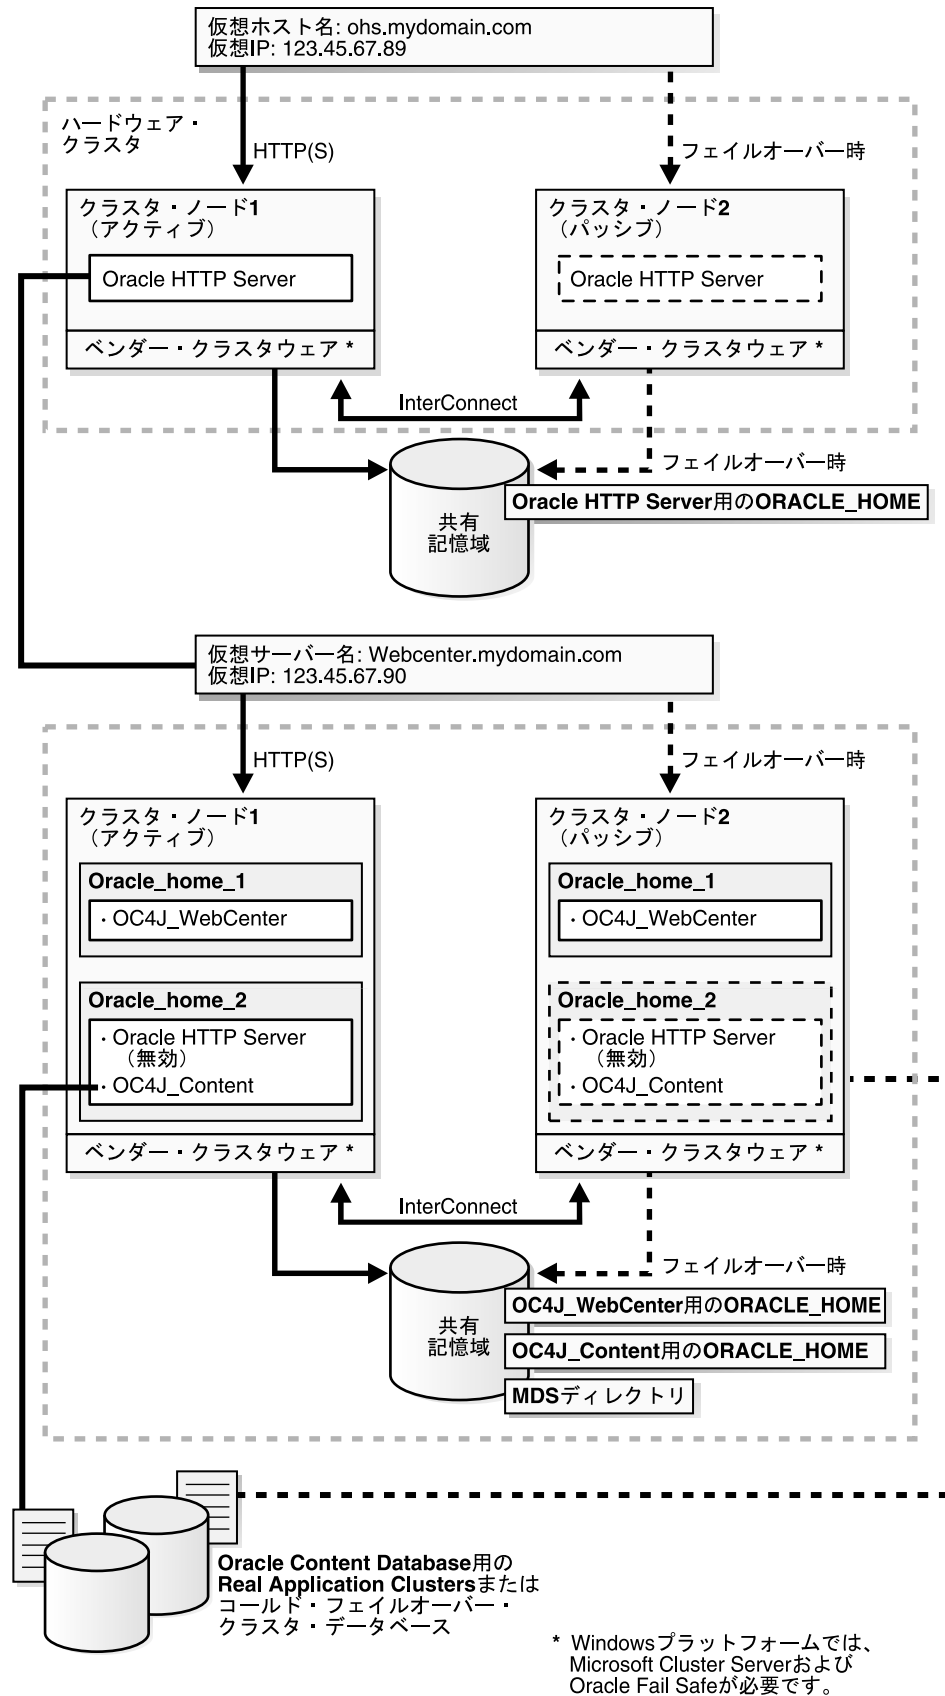 仮想ホスト名: ohs.mydomain.com
仮想IP: 123.45.67.89
ハードウェア・
クラスタ
HTTP(S)
フェイルオーバー時
クラスタ・ノード1
（アクティブ）
Oracle HTTP Server
ベンダー・クラスタウェア *
クラスタ・ノード2
（パッシブ）
Oracle HTTP Server
ベンダー・クラスタウェア *
InterConnect
フェイルオーバー時
共有
記憶域
Oracle HTTP Server用のORACLE_HOME
仮想サーバー名: Webcenter.mydomain.com
仮想IP: 123.45.67.90
HTTP(S)
フェイルオーバー時
クラスタ・ノード1
（アクティブ）
Oracle_home_1
・OC4J_WebCenter
Oracle_home_2
・Oracle HTTP Server
（無効）
・OC4J_Content
ベンダー・クラスタウェア *
クラスタ・ノード2
（パッシブ）
Oracle_home_1
・OC4J_WebCenter
Oracle_home_2
・Oracle HTTP Server
（無効）
・OC4J_Content
ベンダー・クラスタウェア *
InterConnect
フェイルオーバー時
共有
記憶域
OC4J_WebCenter用のORACLE_HOME
OC4J_Content用のORACLE_HOME
MDSディレクトリ
Oracle Content Database用の
Real Application Clustersまたは
コールド・フェイルオーバー・
クラスタ・データベース
* Windowsプラットフォームでは、
Microsoft Cluster Serverおよび
Oracle Fail Safeが必要です。